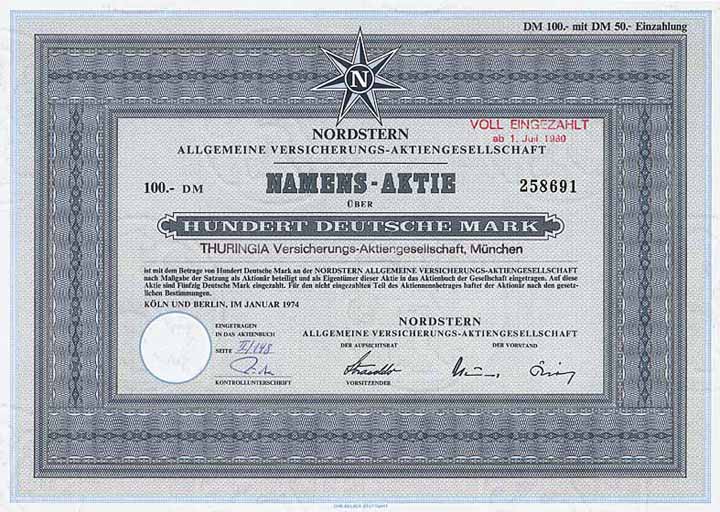 DM 100.- mit DM 50.- Einzahlung
N
VOLL EINGEZAHLT
ab 1. Juli 1989
NORDSTERN
ALLGEMEINE VERSICHERUNGS-AKTIENGESELLSCHAFT
100.- DM
NAMENS-AKTIE
258691
ÜBER
HUNDERT DEUTSCHE MARK
THURINGIA Versicherungs-Aktiengesellschaft, München
ist mit dem Betrage von Hundert Deutsche Mark an der NORDSTERN ALLGEMEINE VERSICHERUNGS-AKTIENGESELLSCHAFT
nach Maßgabe der Satzung als Aktionär beteiligt und als Eigentümer dieser Aktie in das Aktienbuch der Gesellschaft eingetragen. Auf diese
Aktie sind Fünfzig Deutsche Mark eingezahlt. Für den nicht eingezahlten Teil des Aktiennennbetrages haftet der Aktionär nach den gesetz-
lichen Bestimmungen.
KÖLN UND BERLIN, IM JANUAR 1974
NORDSTERN
ALLGEMEINE VERSICHERUNGS-AKTIENGESELLSCHAFT
EINGETRAGEN
IN DAS AKTIENBUCH
SEITE II/148
KONTROLLUNTERSCHRIFT
DER AUFSICHTSRAT
VORSITZENDER
DER VORSTAND